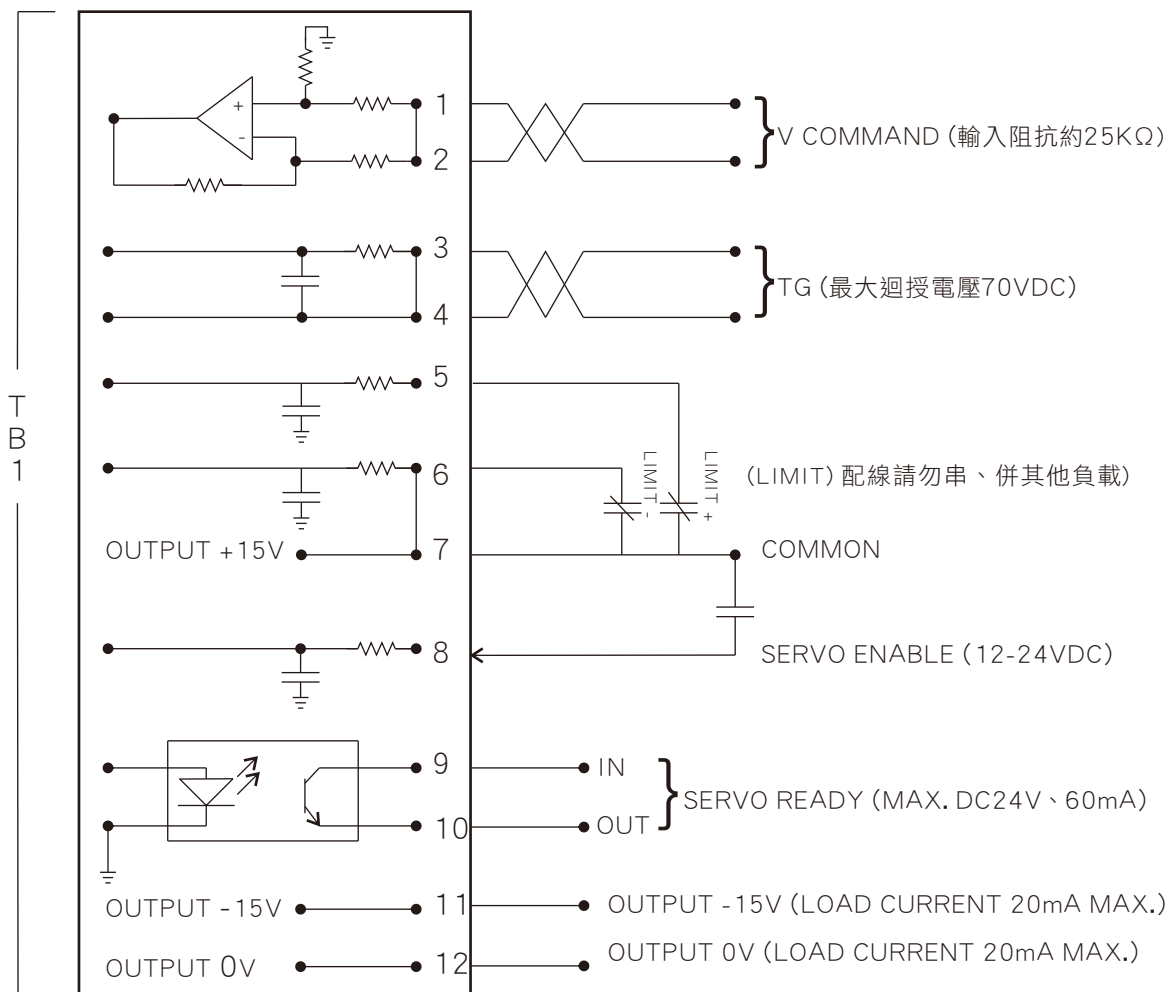 TB1
+
-
1
2
V COMMAND (輸入阻抗約25KΩ)
3
4
TG (最大迴授電壓70VDC)
5
6
LIMIT -
LIMIT +
(LIMIT) 配線請勿串、併其他負載)
OUTPUT +15V
7
COMMON
8
SERVO ENABLE (12-24VDC)
9
IN
SERVO READY (MAX. DC24V、60mA)
10
OUT
OUTPUT -15V
11
OUTPUT -15V (LOAD CURRENT 20mA MAX.)
OUTPUT 0V
12
OUTPUT 0V (LOAD CURRENT 20mA MAX.)